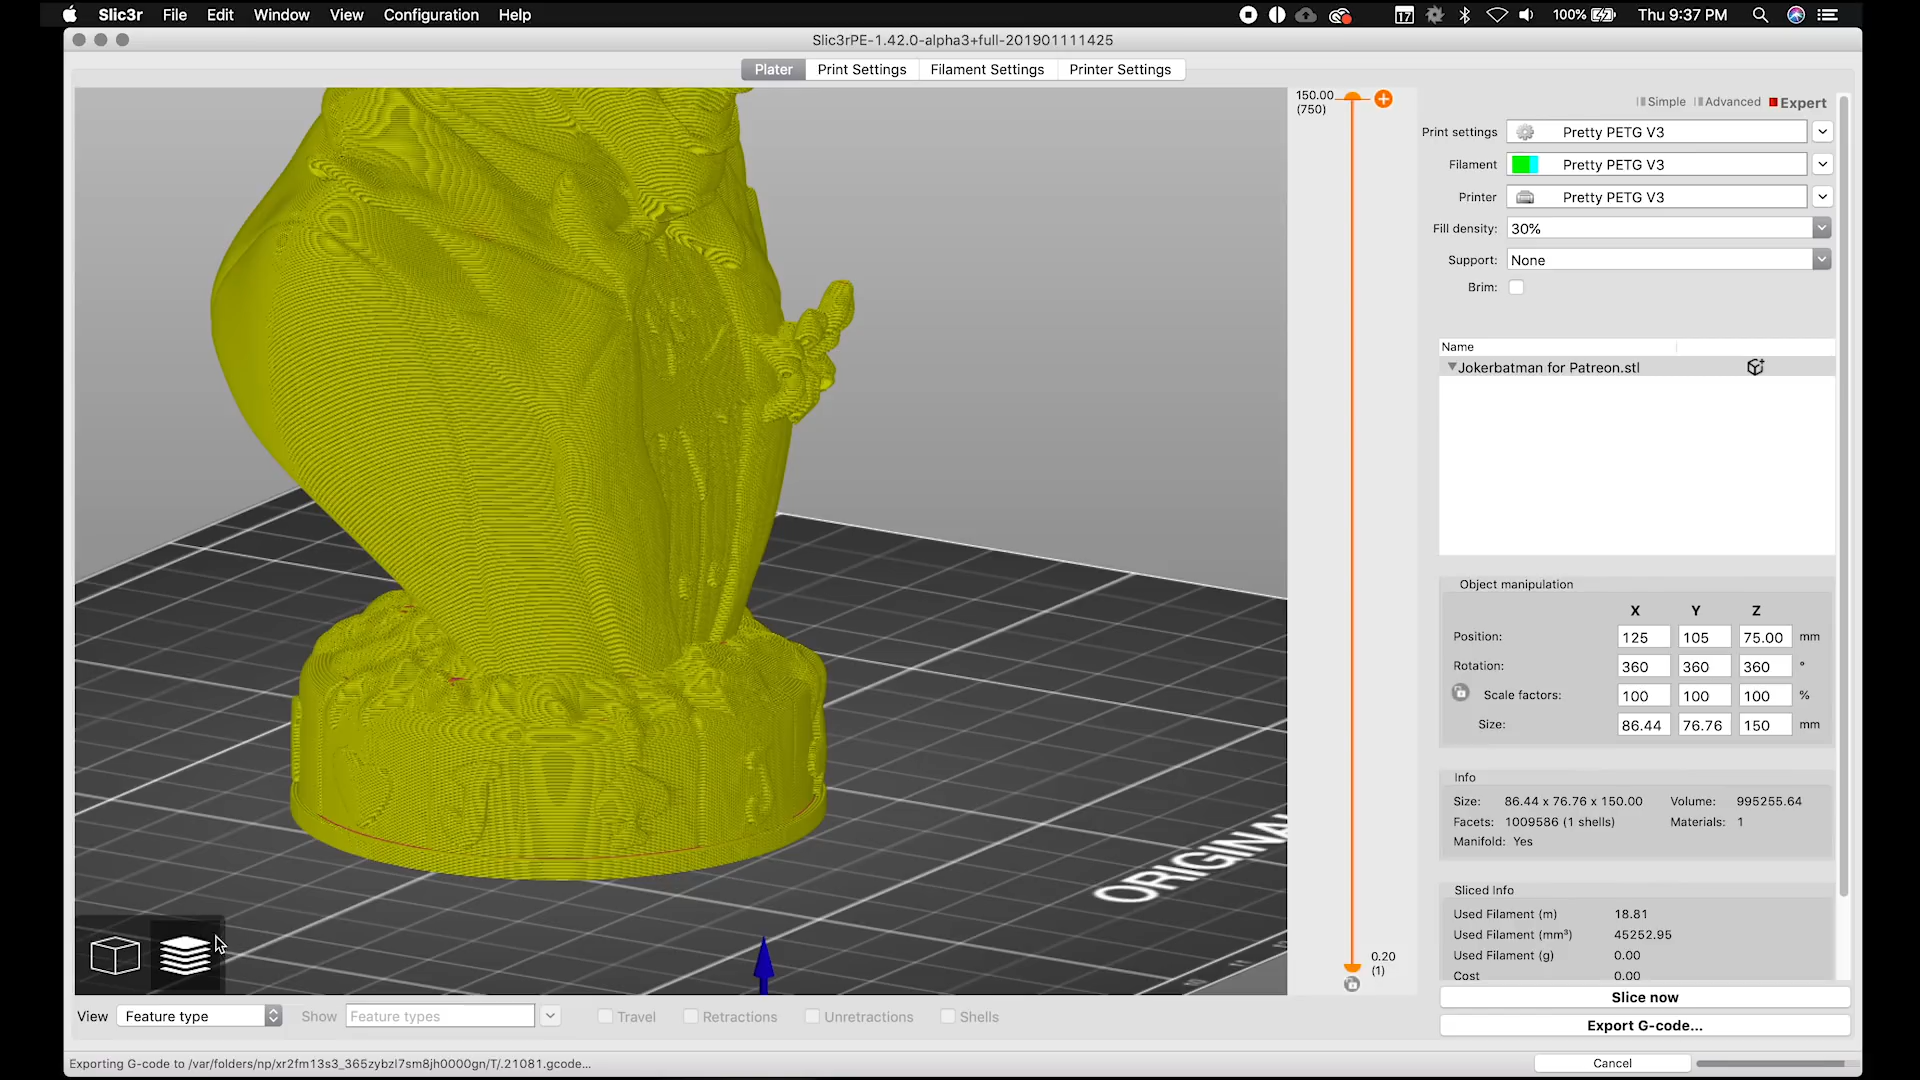 Slic3r File Edit Window View Configuration Help
17 100% Thu 9:37 PM
Slic3rPE-1.42.0-alpha3+full-201901111425
Plater Print Settings Filament Settings Printer Settings
150.00
(750)
Simple Advanced Expert
Print settings Pretty PETG V3
Filament Pretty PETG V3
Printer Pretty PETG V3
Fill density: 30%
Support: None
Brim:
Name
Jokerbatman for Patreon.stl
Object manipulation
X Y Z
Position: 125 105 75.00 mm
Rotation: 360 360 360 °
Scale factors: 100 100 100 %
Size: 86.44 76.76 150 mm
Info
Size: 86.44 x 76.76 x 150.00 Volume: 995255.64
Facets: 1009586 (1 shells) Materials: 1
Manifold: Yes
Sliced Info
Used Filament (m) 18.81
Used Filament (mm³) 45252.95
Used Filament (g) 0.00
Cost 0.00
ORIGINAL
0.20
(1)
Slice now
Export G-code...
View Feature type Show Feature types Travel Retractions Unretractions Shells
Exporting G-code to /var/folders/np/xr2fm13s3_365zybzl7sm8jh0000gn/T/.21081.gcode...
Cancel